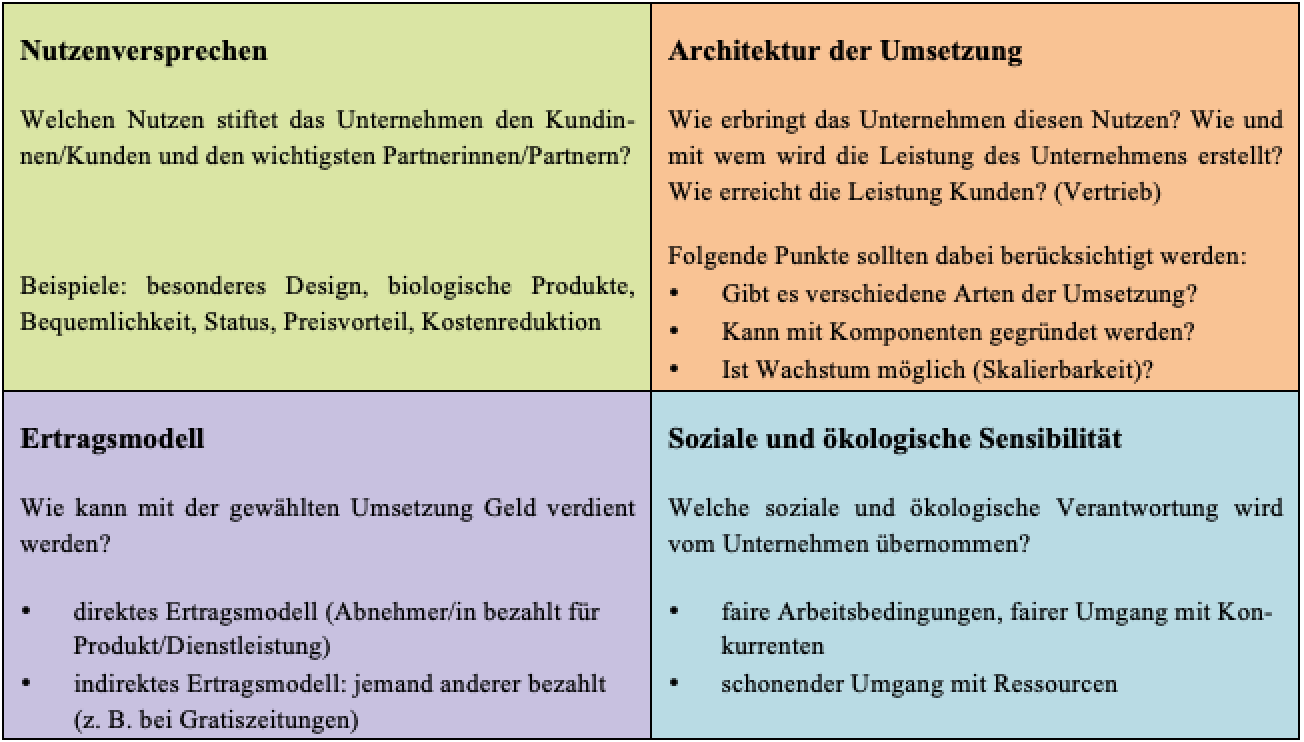 Nutzenversprechen
Welchen Nutzen stiftet das Unternehmen den Kundin-
nen/Kunden und den wichtigsten Partnerinnen/Partnern?
Beispiele: besonderes Design, biologische Produkte,
Bequemlichkeit, Status, Preisvorteil, Kostenreduktion
Architektur der Umsetzung
Wie erbringt das Unternehmen diesen Nutzen? Wie und
mit wem wird die Leistung des Unternehmens erstellt?
Wie erreicht die Leistung Kunden? (Vertrieb)
Folgende Punkte sollten dabei berücksichtigt werden:
• Gibt es verschiedene Arten der Umsetzung?
• Kann mit Komponenten gegründet werden?
• Ist Wachstum möglich (Skalierbarkeit)?
Ertragsmodell
Wie kann mit der gewählten Umsetzung Geld verdient
werden?
• direktes Ertragsmodell (Abnehmer/in bezahlt für
Produkt/Dienstleistung)
• indirektes Ertragsmodell: jemand anderer bezahlt
(z. B. bei Gratiszeitungen)
Soziale und ökologische Sensibilität
Welche soziale und ökologische Verantwortung wird
vom Unternehmen übernommen?
• faire Arbeitsbedingungen, fairer Umgang mit Kon-
kurrenten
• schonender Umgang mit Ressourcen